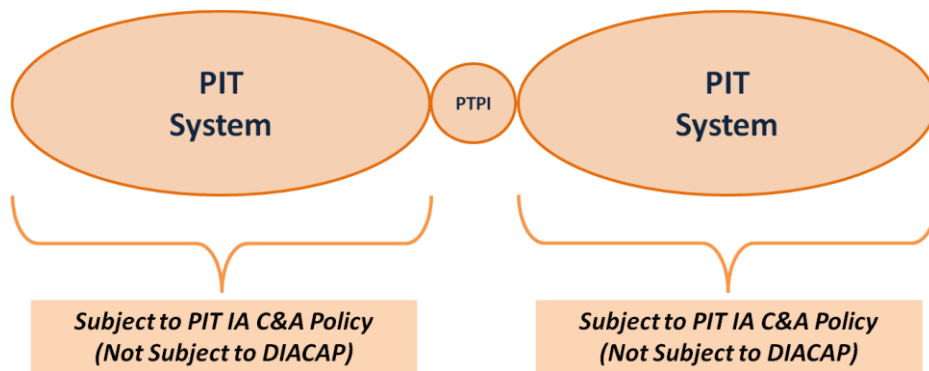 PIT
System
PTPI
PIT
System
Subject to PIT IA C&A Policy
(Not Subject to DIACAP)
Subject to PIT IA C&A Policy
(Not Subject to DIACAP)